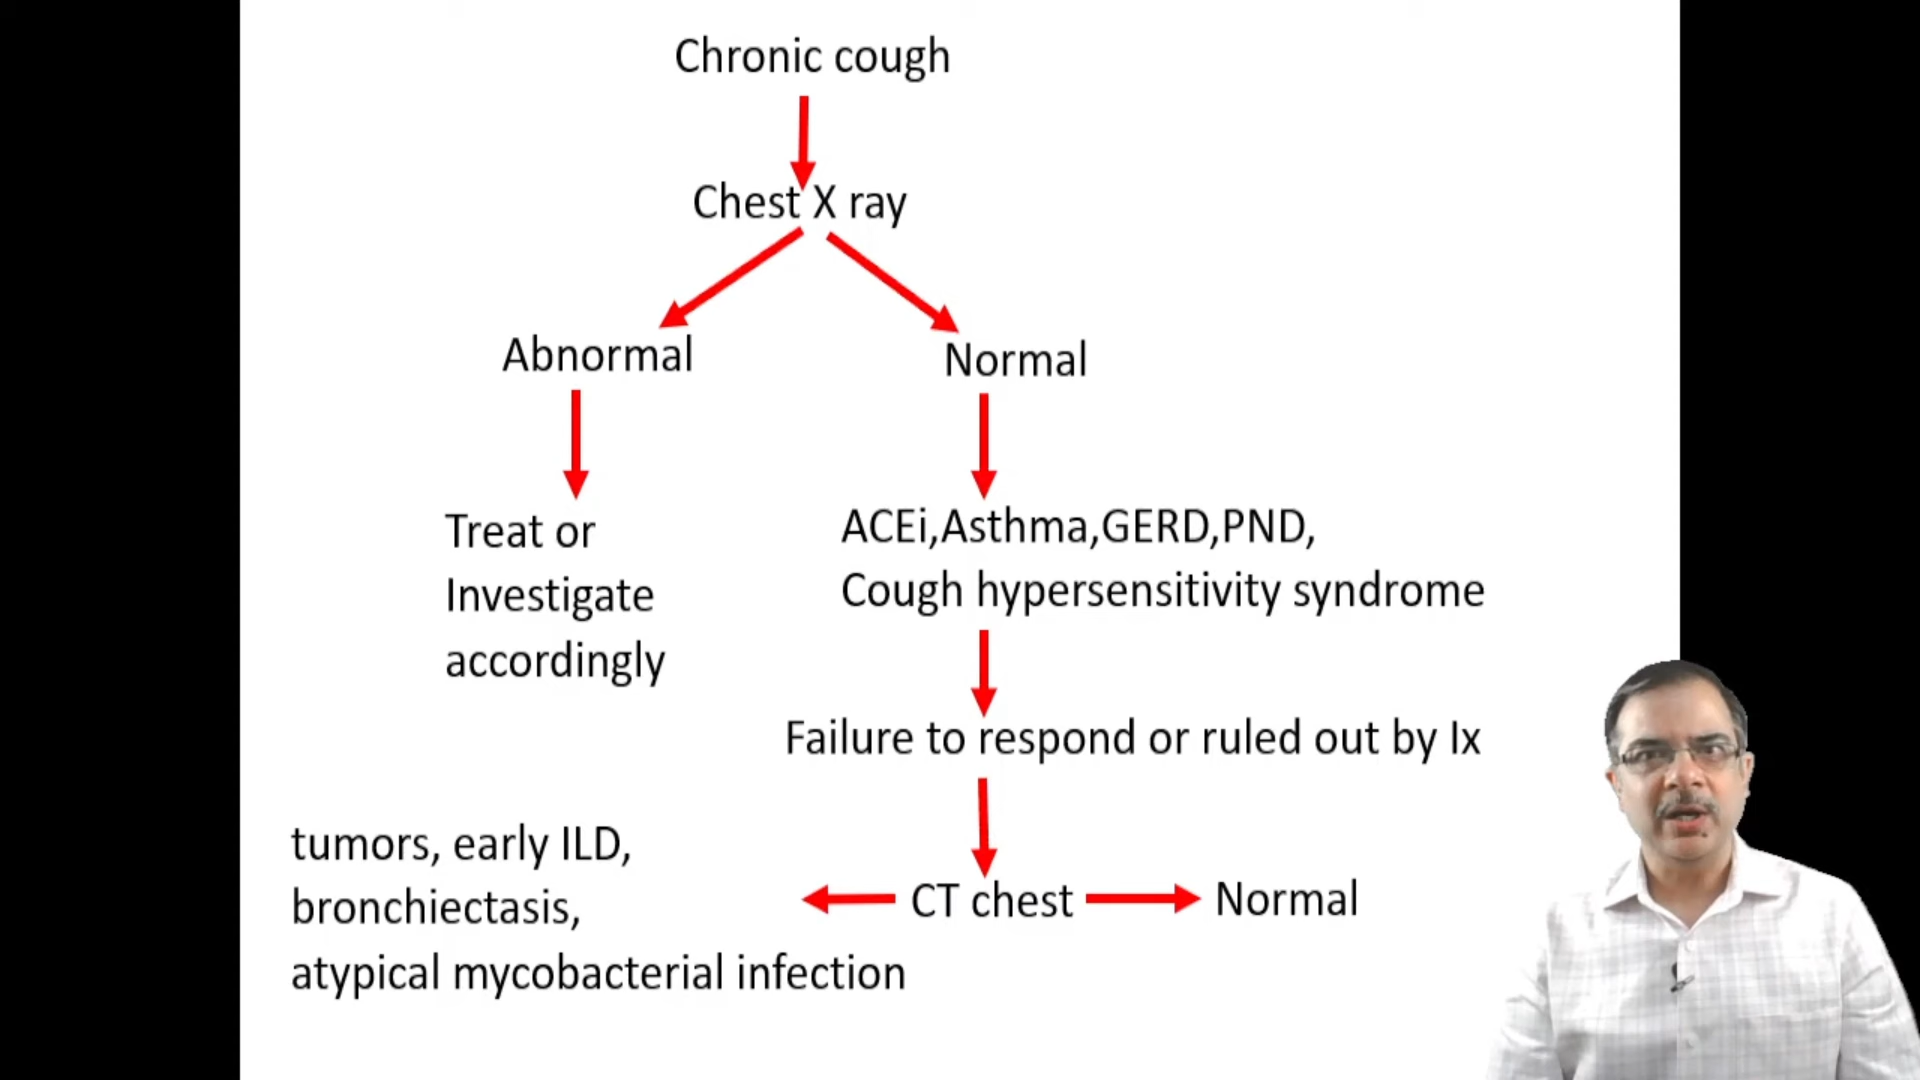 Chronic cough
Chest X ray
Abnormal
Normal
Treat or
Investigate
accordingly
ACEi,Asthma,GERD,PND,
Cough hypersensitivity syndrome
Failure to respond or ruled out by Ix
CT chest
Normal
tumors, early ILD,
bronchiectasis,
atypical mycobacterial infection